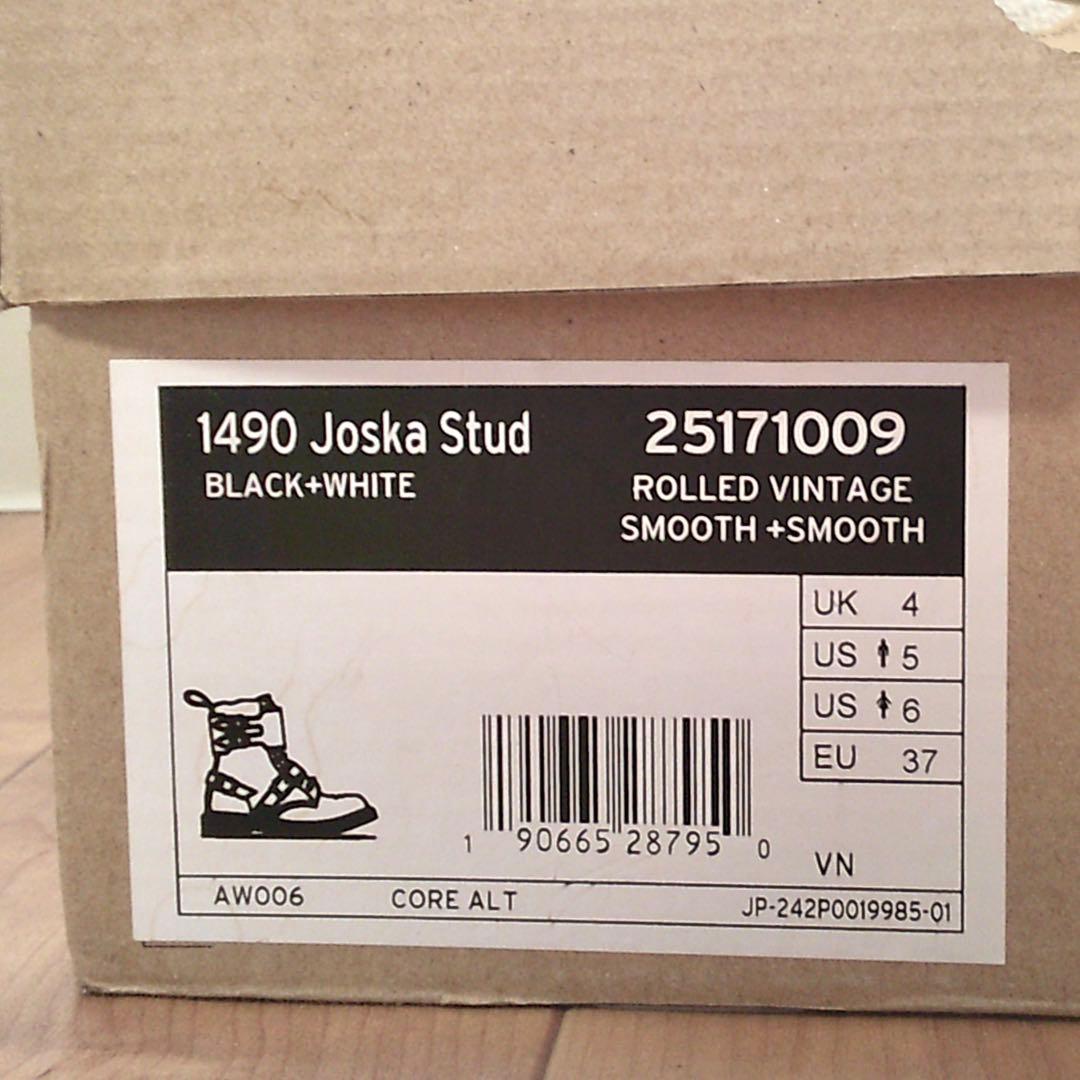 1490 Joska Stud
25171009
BLACK+WHITE
ROLLED VINTAGE
SMOOTH +SMOOTH
UK 4
US 5
US 6
EU 37
1 90665 28795 0
VN
AW006 CORE ALT JP-242P0019985-01